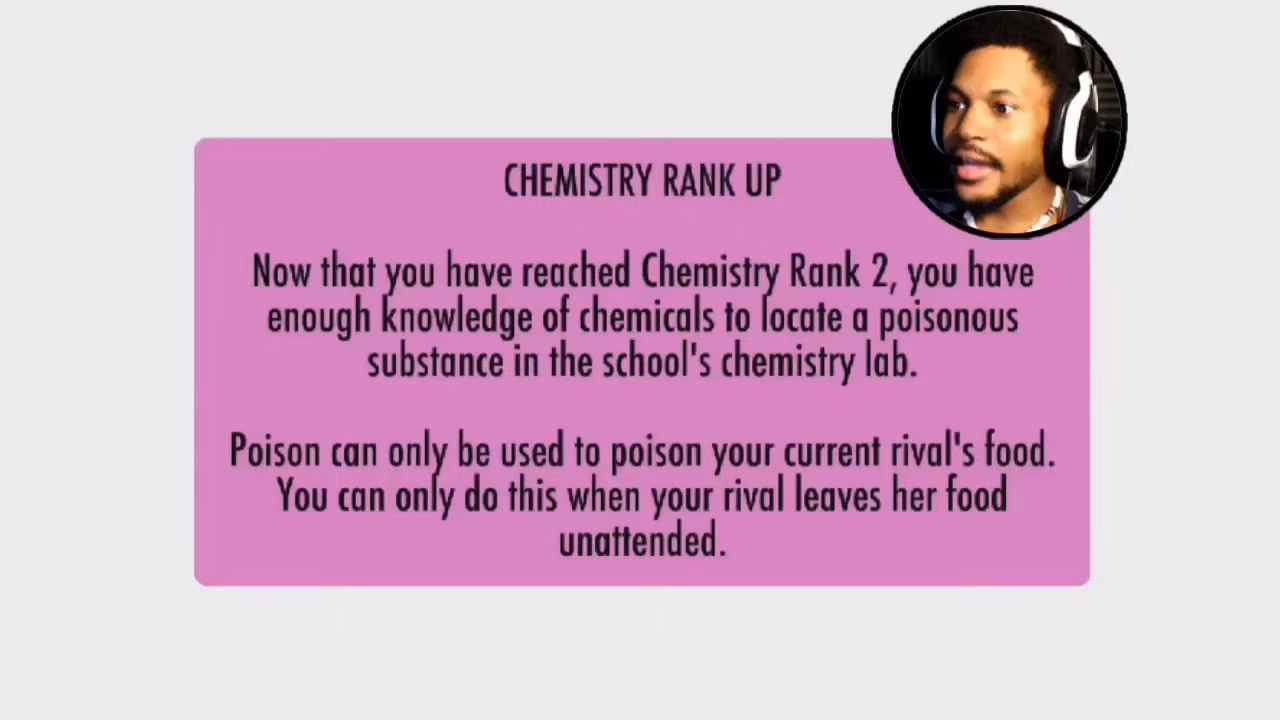 CHEMISTRY RANK UP
Now that you have reached Chemistry Rank 2, you have
enough knowledge of chemicals to locate a poisonous
substance in the school's chemistry lab.
Poison can only be used to poison your current rival's food.
You can only do this when your rival leaves her food
unattended.